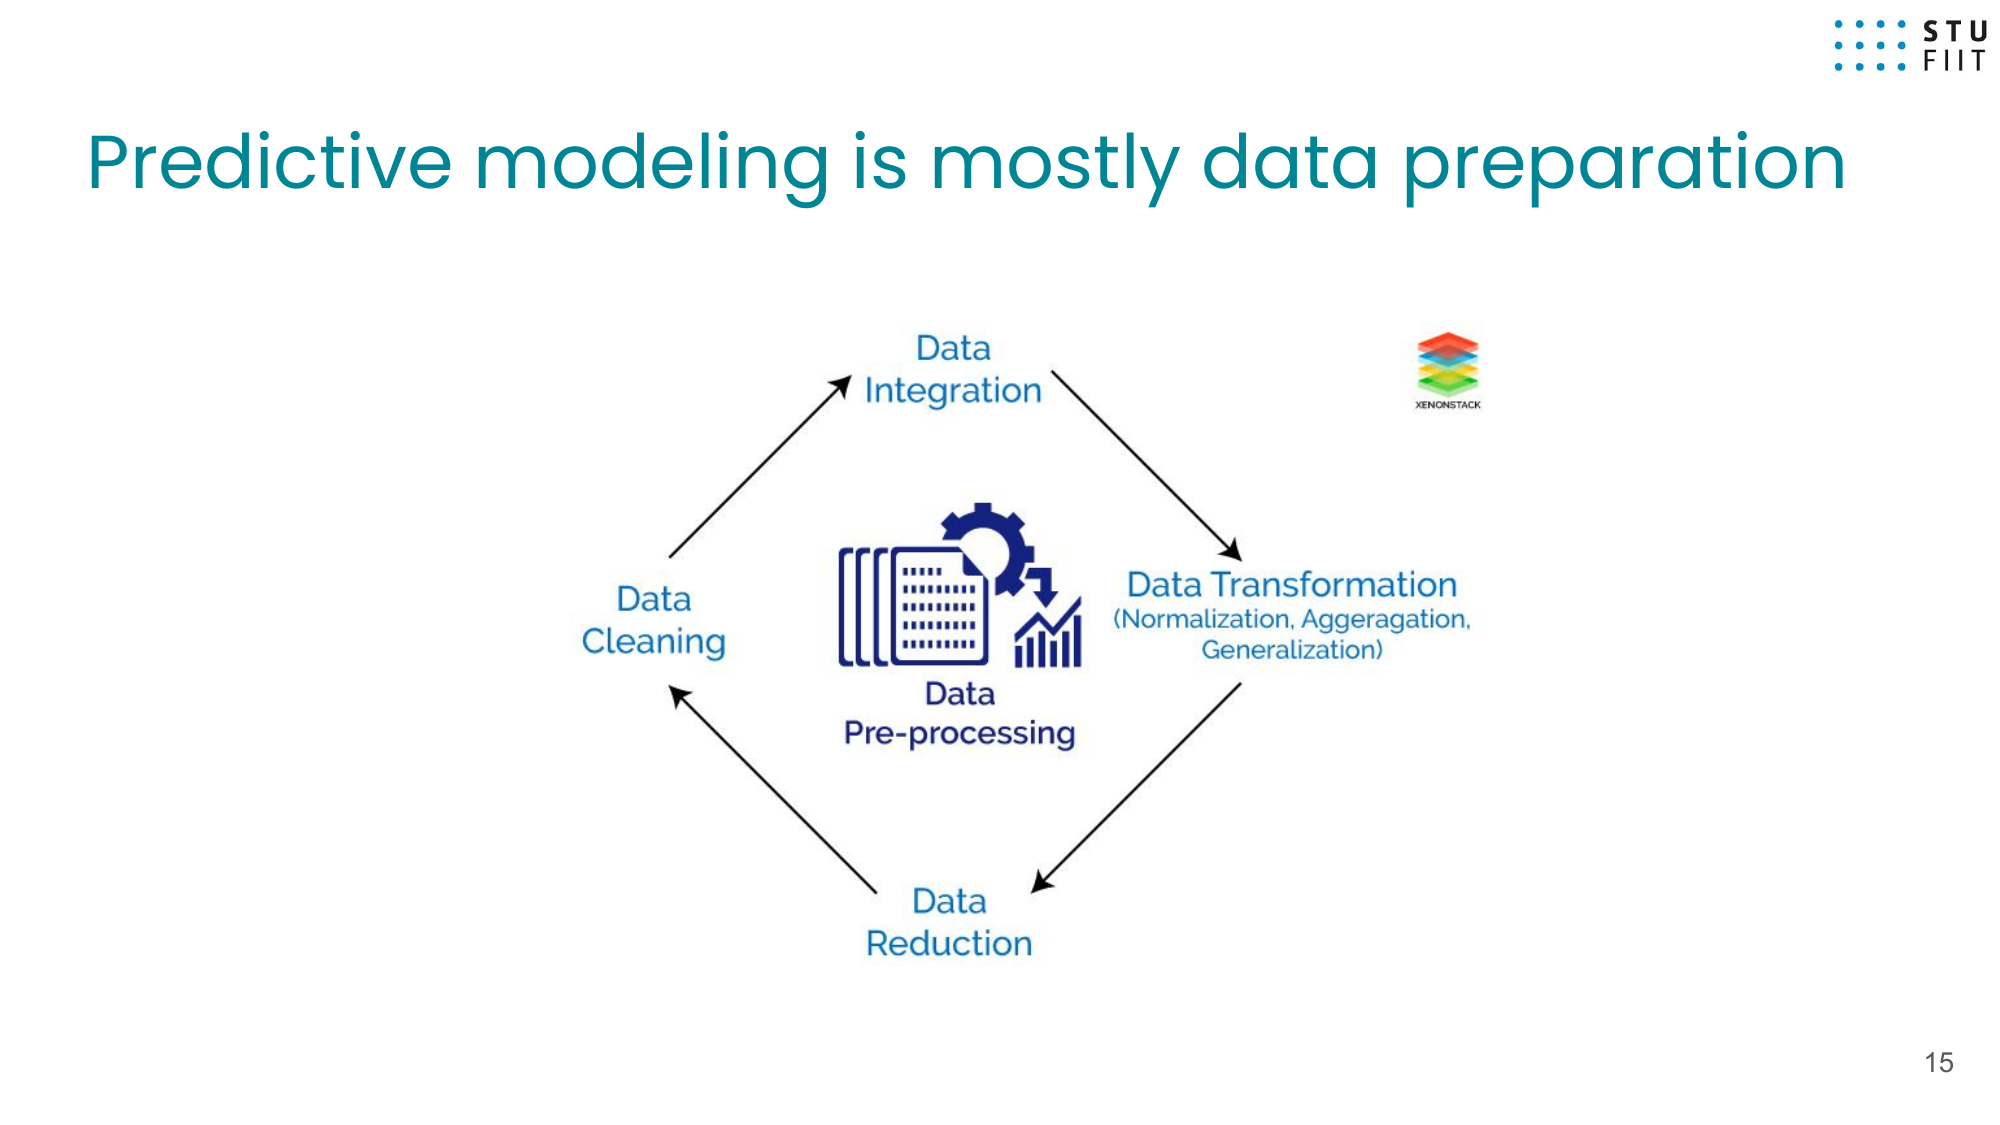 STU
FIIT
Predictive modeling is mostly data preparation
Data
Integration
XENONSTACK
Data
Cleaning
Data Transformation
(Normalization, Aggeragation,
Generalization)
Data
Pre-processing
Data
Reduction
15